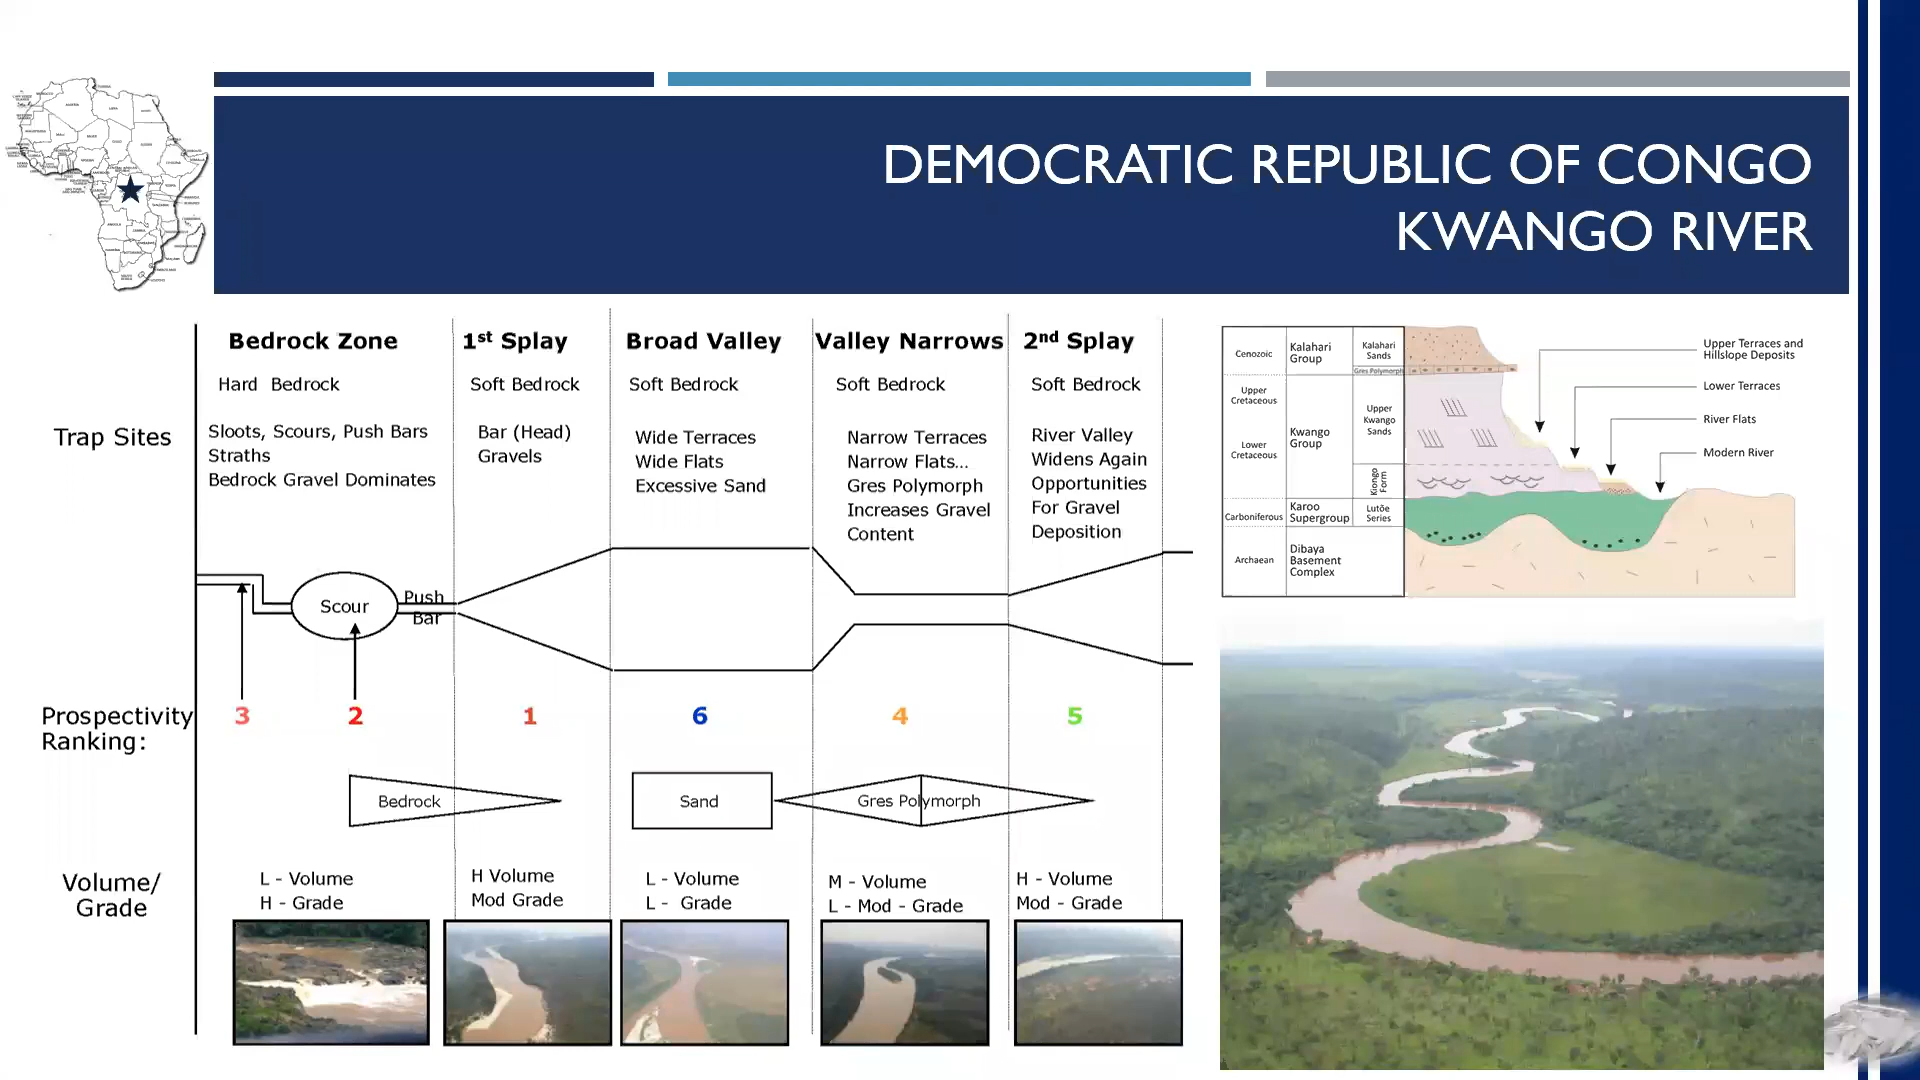 DEMOCRATIC REPUBLIC OF CONGO
KWANGO RIVER
Bedrock Zone
1st Splay
Broad Valley
Valley Narrows
2nd Splay
Hard Bedrock
Soft Bedrock
Soft Bedrock
Soft Bedrock
Soft Bedrock
Trap Sites
Sloots, Scours, Push Bars
Straths
Bedrock Gravel Dominates
Bar (Head)
Gravels
Wide Terraces
Wide Flats
Excessive Sand
Narrow Terraces
Narrow Flats...
Gres Polymorph
Increases Gravel
Content
River Valley
Widens Again
Opportunities
For Gravel
Deposition
Scour
Push
Bar
Prospectivity
Ranking:
3
2
1
6
4
5
Bedrock
Sand
Gres Polymorph
Volume/
Grade
L - Volume
H - Grade
H Volume
Mod Grade
L - Volume
L - Grade
M - Volume
L - Mod - Grade
H - Volume
Mod - Grade
Cenozoic
Kalahari
Group
Kalahari
Sands
Gres Polymorph
Upper
Cretaceous
Lower
Cretaceous
Kwango
Group
Upper
Kwango
Sands
Kiongo
Form
Carboniferous
Karoo
Supergroup
Lutõe
Series
Archaean
Dibaya
Basement
Complex
Upper Terraces and
Hillslope Deposits
Lower Terraces
River Flats
Modern River